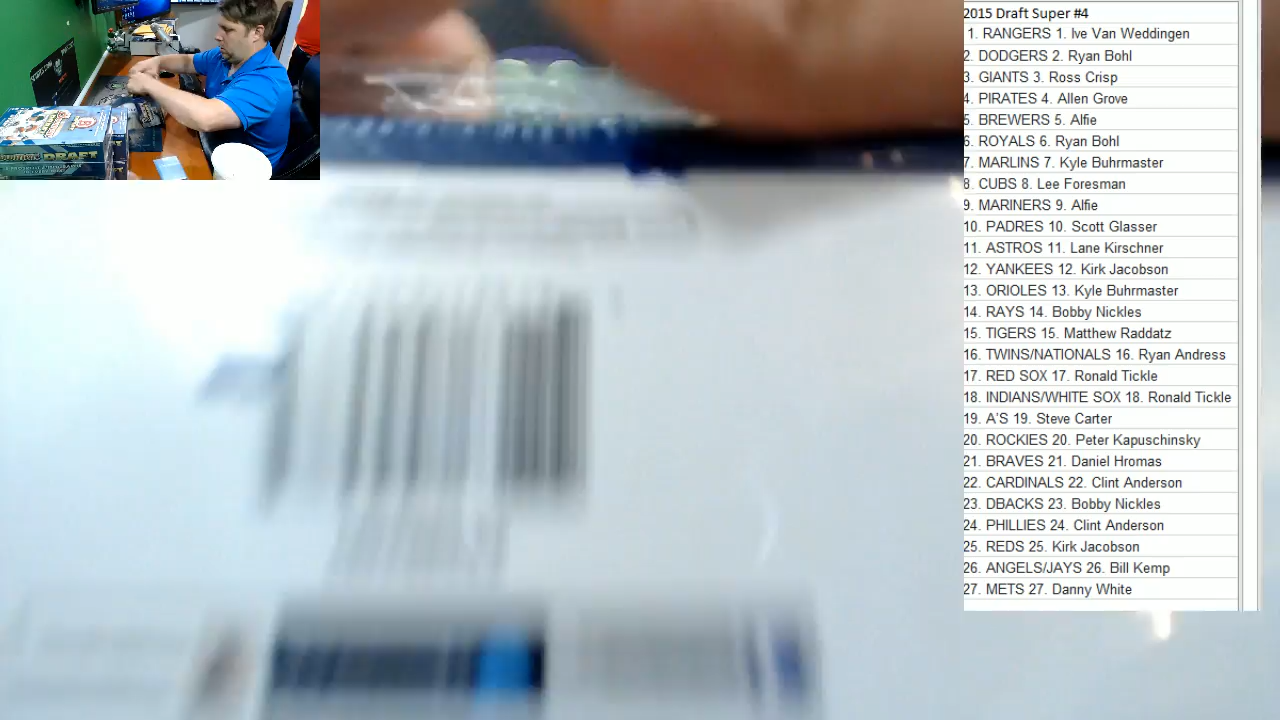 DRAFT
2015 Draft Super #4
1. RANGERS 1. Ive Van Weddingen
2. DODGERS 2. Ryan Bohl
3. GIANTS 3. Ross Crisp
4. PIRATES 4. Allen Grove
5. BREWERS 5. Alfie
6. ROYALS 6. Ryan Bohl
7. MARLINS 7. Kyle Buhrmaster
8. CUBS 8. Lee Foresman
9. MARINERS 9. Alfie
10. PADRES 10. Scott Glasser
11. ASTROS 11. Lane Kirschner
12. YANKEES 12. Kirk Jacobson
13. ORIOLES 13. Kyle Buhrmaster
14. RAYS 14. Bobby Nickles
15. TIGERS 15. Matthew Raddatz
16. TWINS/NATIONALS 16. Ryan Andress
17. RED SOX 17. Ronald Tickle
18. INDIANS/WHITE SOX 18. Ronald Tickle
19. A'S 19. Steve Carter
20. ROCKIES 20. Peter Kapuschinsky
21. BRAVES 21. Daniel Hromas
22. CARDINALS 22. Clint Anderson
23. DBACKS 23. Bobby Nickles
24. PHILLIES 24. Clint Anderson
25. REDS 25. Kirk Jacobson
26. ANGELS/JAYS 26. Bill Kemp
27. METS 27. Danny White